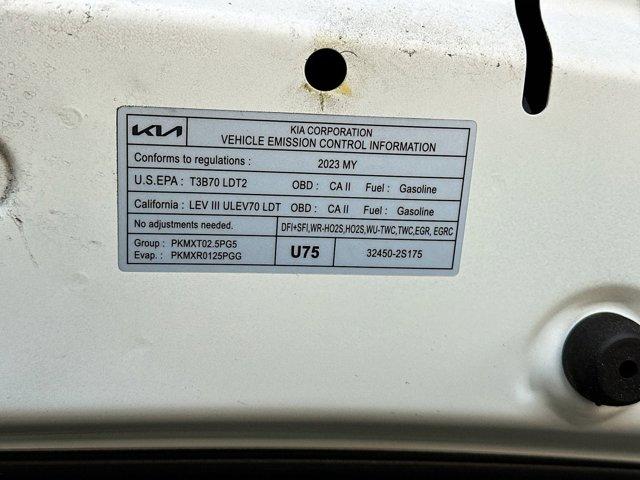 KIA
KIA CORPORATION
VEHICLE EMISSION CONTROL INFORMATION
Conforms to regulations : 2023 MY
U.S.EPA : T3B70 LDT2 OBD : CA II Fuel : Gasoline
California : LEV III ULEV70 LDT OBD : CA II Fuel : Gasoline
No adjustments needed. DFI+SFI,WR-HO2S,HO2S,WU-TWC,TWC,EGR, EGRC
Group : PKMXT02.5PG5
Evap. : PKMXR0125PGG
U75
32450-2S175